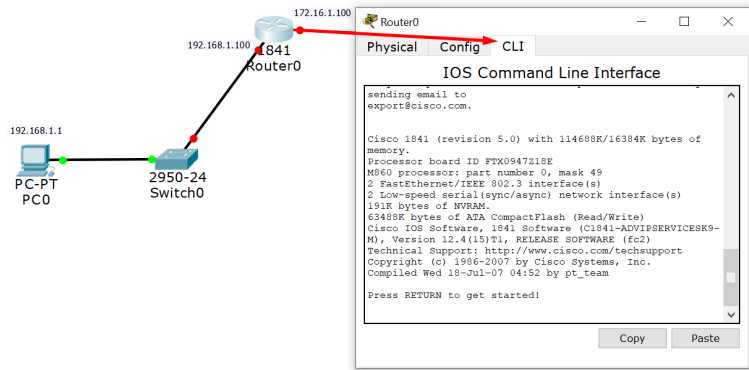 172.16.1.100
192.168.1.100
1841
Router0
192.168.1.1
PC-PT
PC0
2950-24
Switch0
Router0
Physical Config CLI
IOS Command Line Interface
sending email to
export@cisco.com.
Cisco 1841 (revision 5.0) with 114688K/16384K bytes of
memory.
Processor board ID FTX0947Z18E
M860 processor: part number 0, mask 49
2 FastEthernet/IEEE 802.3 interface(s)
2 Low-speed serial(sync/async) network interface(s)
191K bytes of NVRAM.
63488K bytes of ATA CompactFlash (Read/Write)
Cisco IOS Software, 1841 Software (C1841-ADVIPSERVICESK9-
M), Version 12.4(15)T1, RELEASE SOFTWARE (fc2)
Technical Support: http://www.cisco.com/techsupport
Copyright (c) 1986-2007 by Cisco Systems, Inc.
Compiled Wed 18-Jul-07 04:52 by pt_team
Press RETURN to get started!
Copy Paste